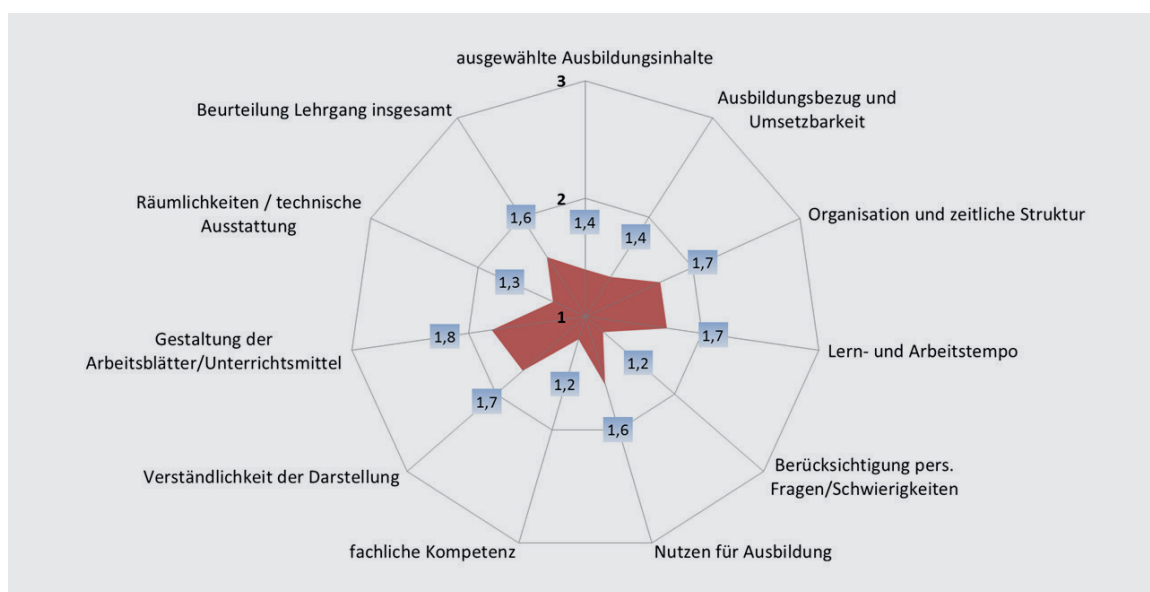 ausgewählte Ausbildungsinhalte
3
Ausbildungsbezug und
Umsetzbarkeit
Beurteilung Lehrgang insgesamt
Räumlichkeiten / technische
Ausstattung
2
Organisation und zeitliche Struktur
1,6
1,4
1,4
1,7
1,3
1
Gestaltung der
Arbeitsblätter/Unterrichtsmittel
1,8
1,7
Lern- und Arbeitstempo
1,2
1,2
1,7
1,6
Verständlichkeit der Darstellung
Berücksichtigung pers.
Fragen/Schwierigkeiten
fachliche Kompetenz
Nutzen für Ausbildung